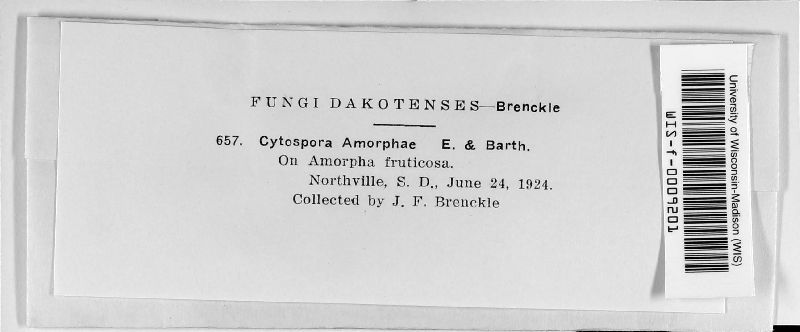 FUNGI DAKOTENSES—Brenckle
657. Cytospora Amorphae E. & Barth.
On Amorpha fruticosa.
Northville, S. D., June 24, 1924.
Collected by J. F. Brenckle
University of Wisconsin-Madison (WIS)
WIS-f-0009201